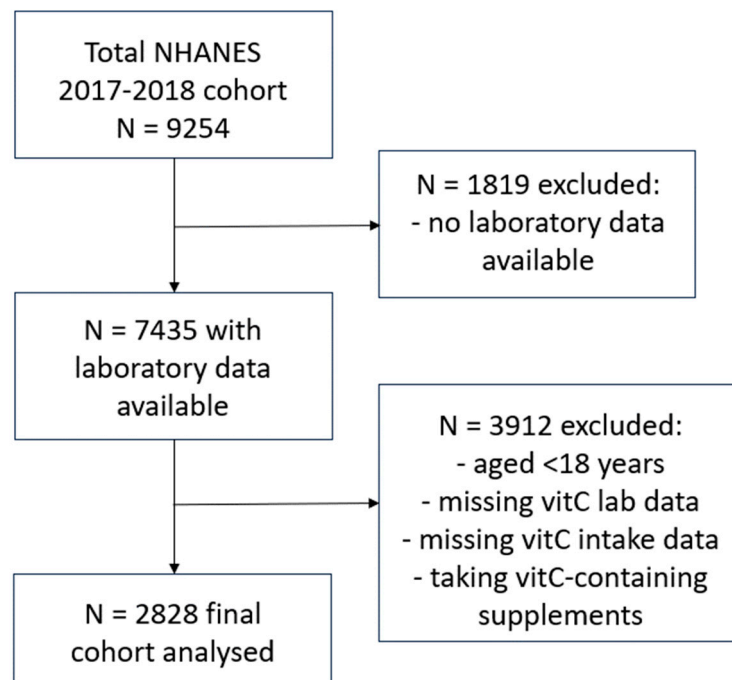 Total NHANES
2017-2018 cohort
N = 9254
N = 1819 excluded:
- no laboratory data
available
N = 7435 with
laboratory data
available
N = 3912 excluded:
- aged <18 years
- missing vitC lab data
- missing vitC intake data
- taking vitC-containing
supplements
N = 2828 final
cohort analysed